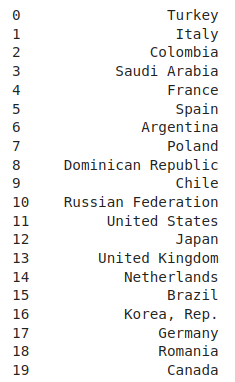 0 Turkey
1 Italy
2 Colombia
3 Saudi Arabia
4 France
5 Spain
6 Argentina
7 Poland
8 Dominican Republic
9 Chile
10 Russian Federation
11 United States
12 Japan
13 United Kingdom
14 Netherlands
15 Brazil
16 Korea, Rep.
17 Germany
18 Romania
19 Canada